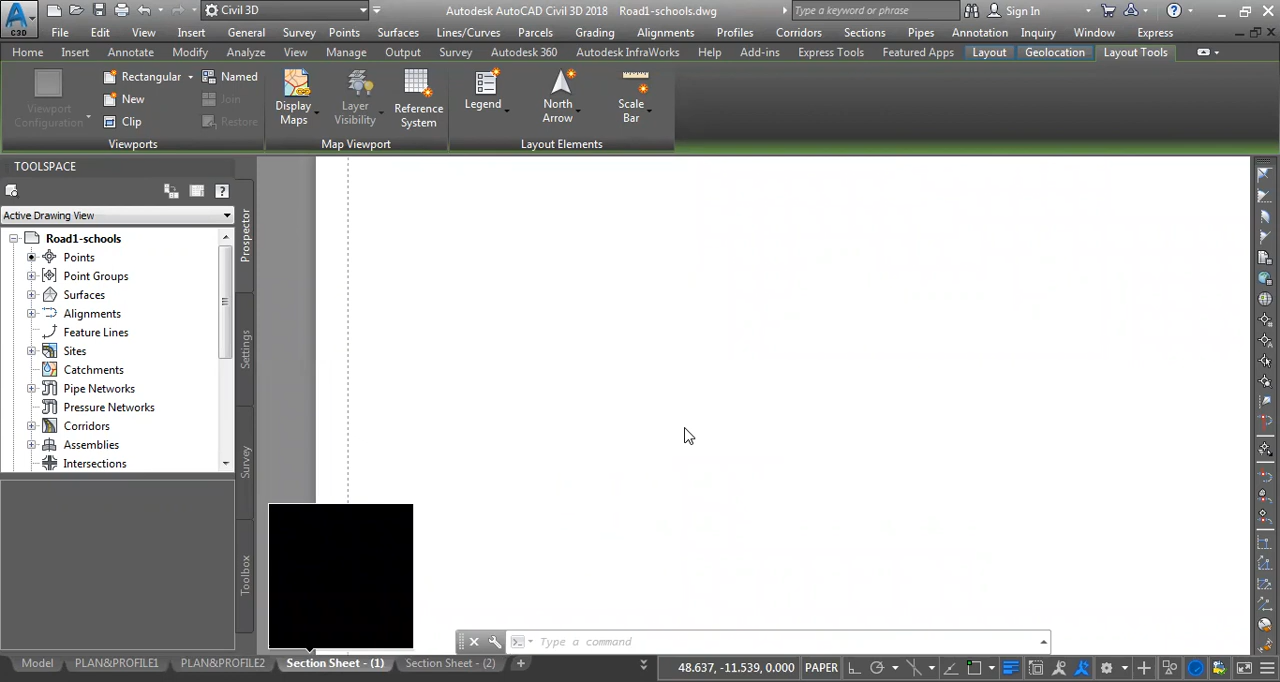 C3D
Civil 3D
Autodesk AutoCAD Civil 3D 2018 Road1-schools.dwg
Type a keyword or phrase
Sign In
File Edit View Insert General Survey Points Surfaces Lines/Curves Parcels Grading Alignments Profiles Corridors Sections Pipes Annotation Inquiry Window Express
Home Insert Annotate Modify Analyze View Manage Output Survey Autodesk 360 Autodesk InfraWorks Help Add-ins Express Tools Featured Apps Layout Geolocation Layout Tools
Viewport Configuration
Rectangular
New
Clip
Named
Join
Restore
Viewports
Display Maps
Layer Visibility
Reference System
Map Viewport
Legend
North Arrow
Scale Bar
Layout Elements
TOOLSPACE
Active Drawing View
Road1-schools
Points
Point Groups
Surfaces
Alignments
Feature Lines
Sites
Catchments
Pipe Networks
Pressure Networks
Corridors
Assemblies
Intersections
Prospector
Settings
Survey
Toolbox
Type a command
Model PLAN&PROFILE1 PLAN&PROFILE2 Section Sheet - (1) Section Sheet - (2) +
48.637, -11.539, 0.000 PAPER